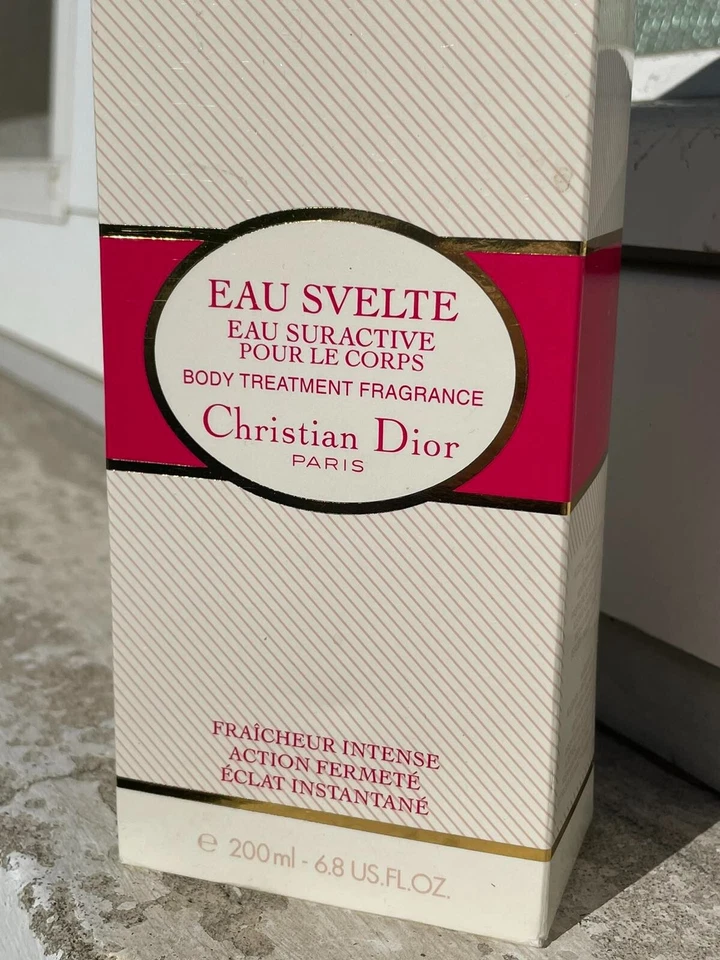 EAU SVELTE
EAU SURACTIVE
POUR LE CORPS
BODY TREATMENT FRAGRANCE
Christian Dior
PARIS
FRAÎCHEUR INTENSE
ACTION FERMETÉ
ÉCLAT INSTANTANÉ
℮ 200 ml - 6.8 US.FL.OZ.